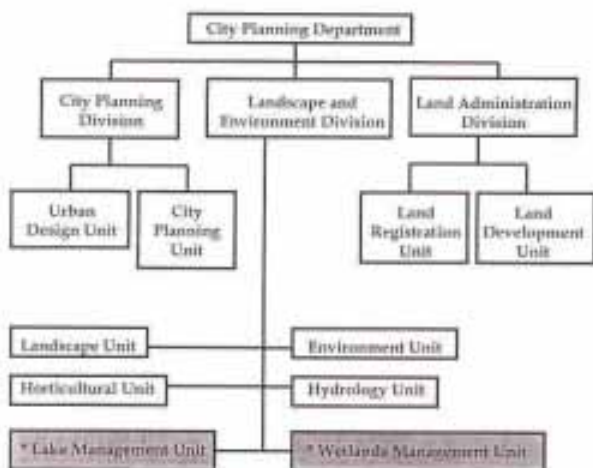 City Planning Department
City Planning
Division
Landscape and
Environment Division
Land Administration
Division
Urban
Design Unit
City
Planning
Unit
Land
Registration
Unit
Land
Development
Unit
Landscape Unit
Environment Unit
Horticultural Unit
Hydrology Unit
* Lake Management Unit
* Wetlands Management Unit